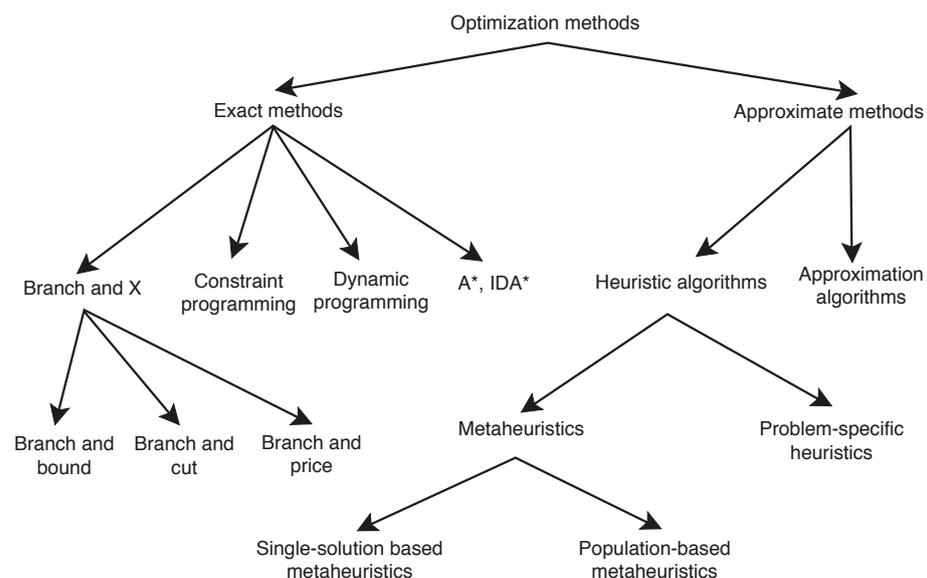 Optimization methods
Exact methods
Approximate methods
Branch and X
Constraint
programming
Dynamic
programming
A*, IDA*
Heuristic algorithms
Approximation
algorithms
Branch and
bound
Branch and
cut
Branch and
price
Metaheuristics
Problem-specific
heuristics
Single-solution based
metaheuristics
Population-based
metaheuristics